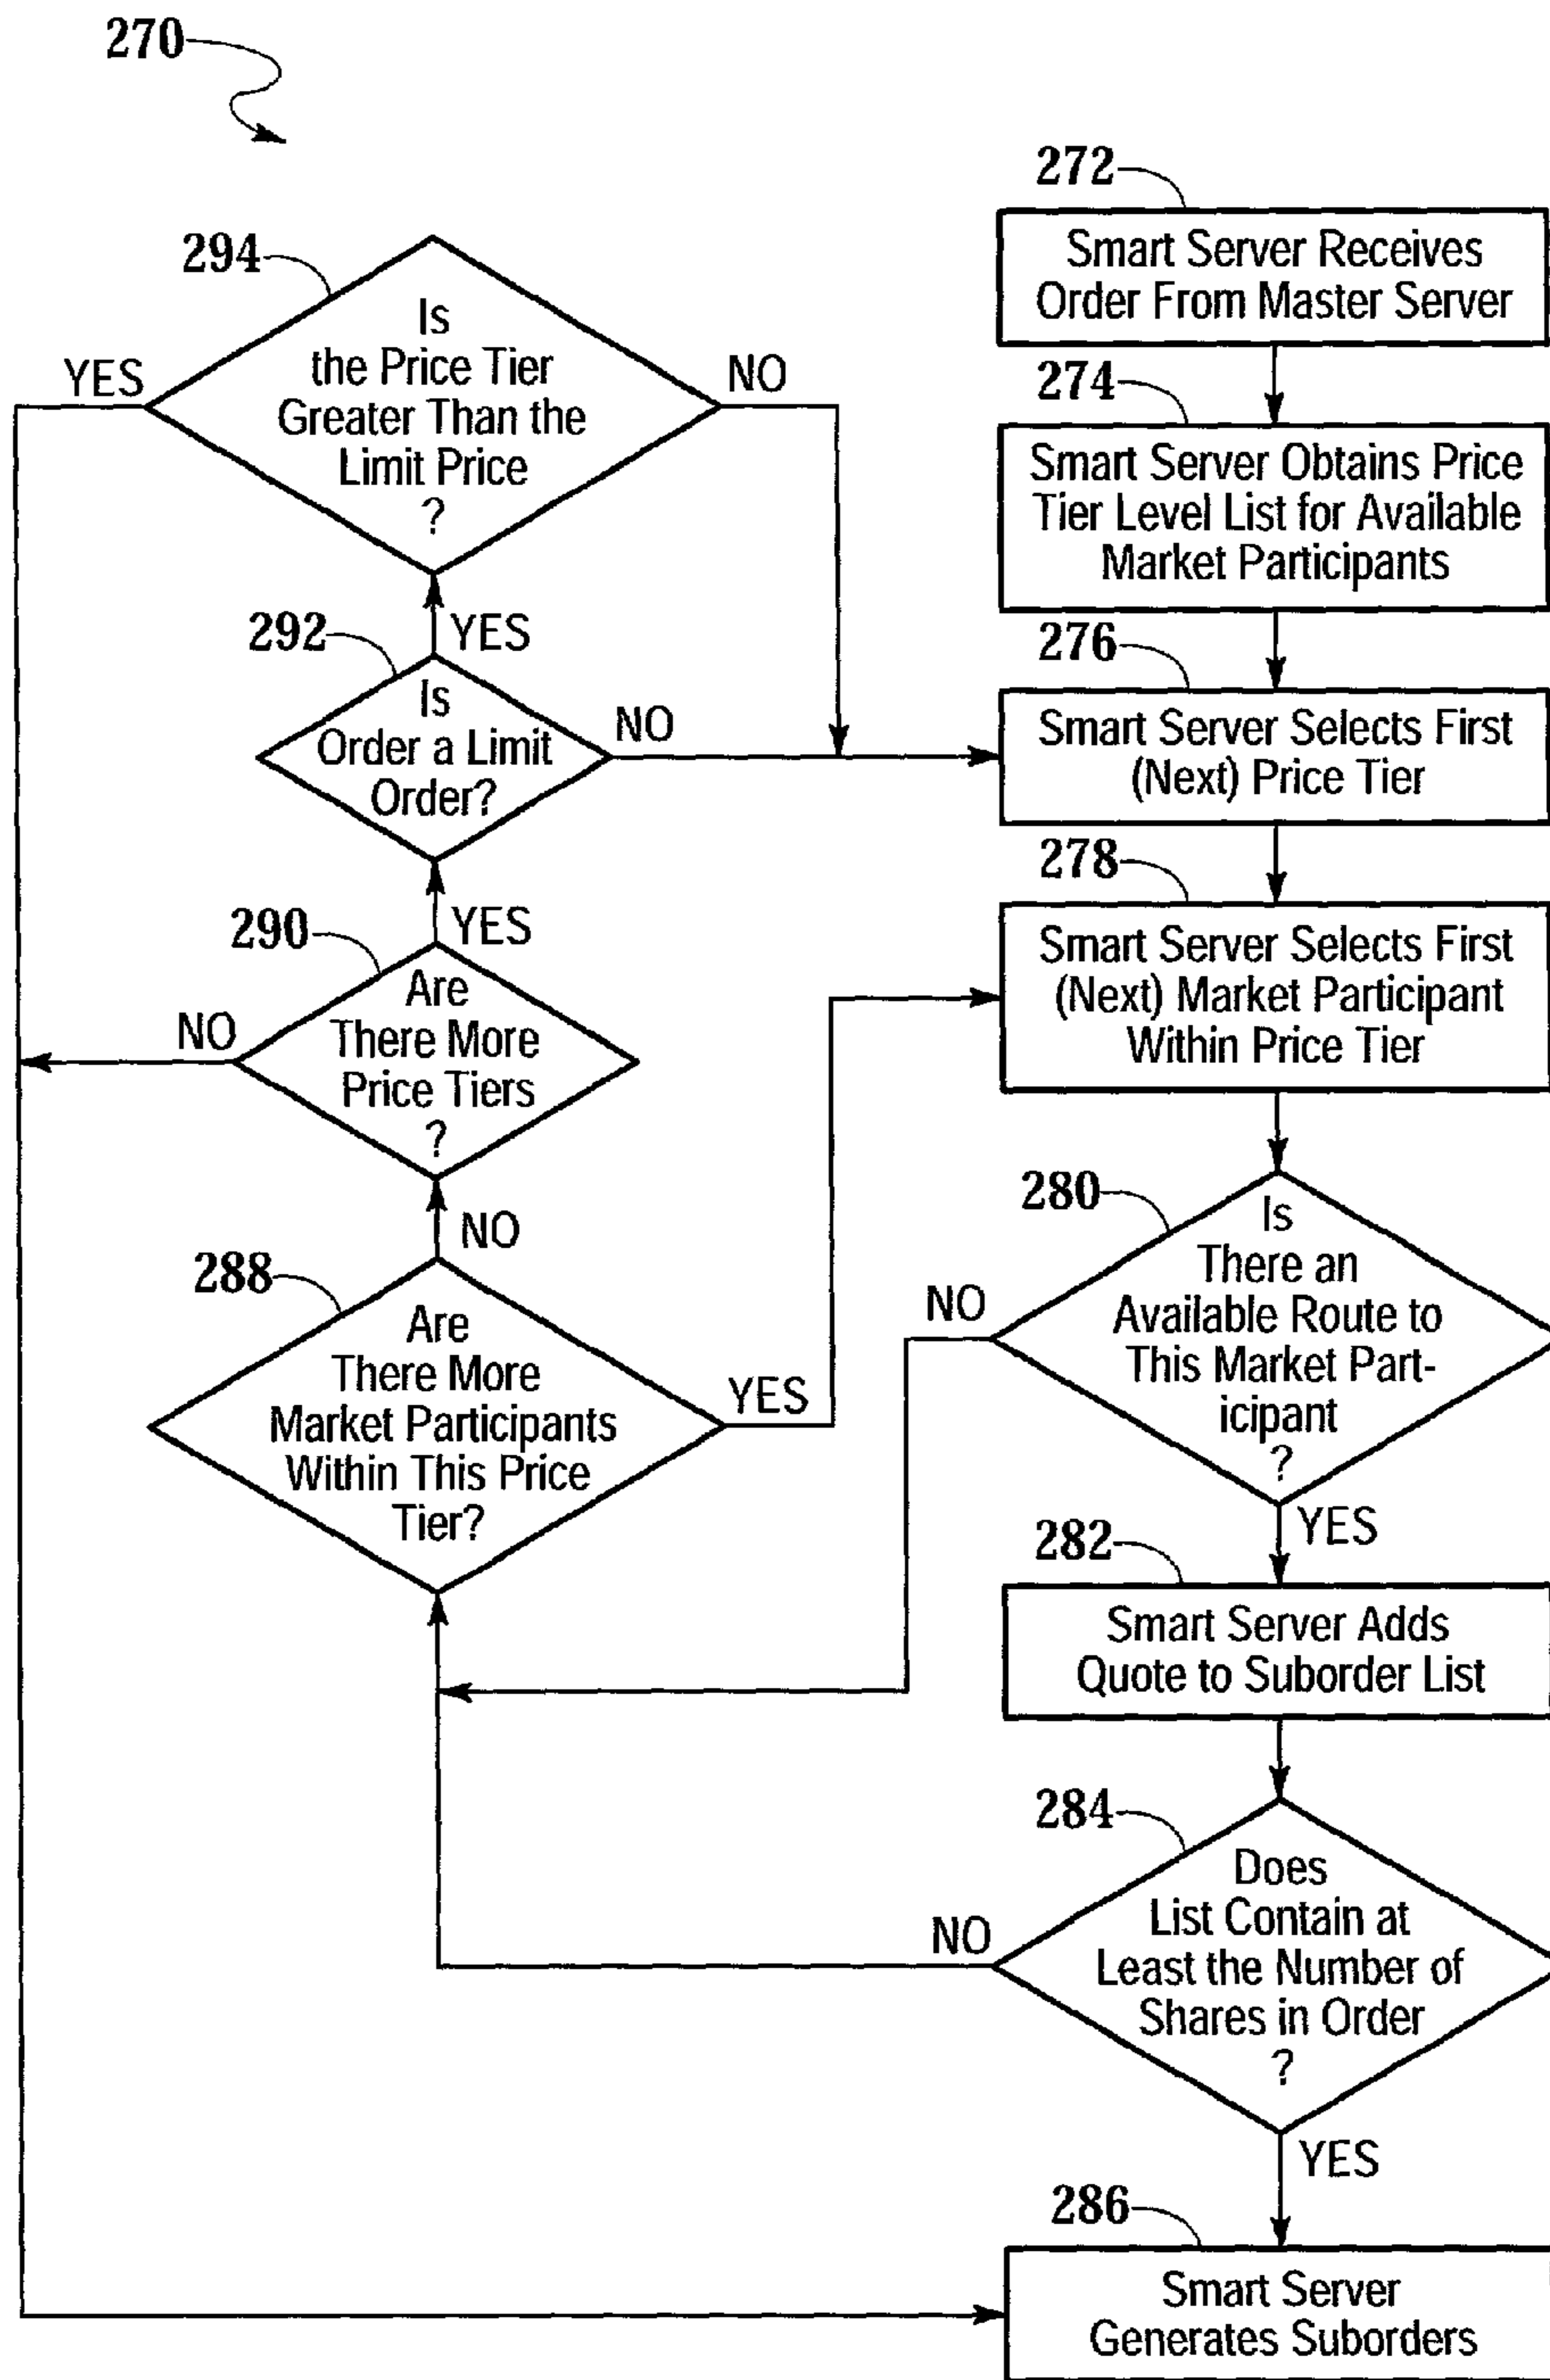 270
272
Smart Server Receives
Order From Master Server
274
Smart Server Obtains Price
Tier Level List for Available
Market Participants
276
Smart Server Selects First
(Next) Price Tier
278
Smart Server Selects First
(Next) Market Participant
Within Price Tier
280
Is
There an
Available Route to
This Market Part-
icipant
?
NO
YES
282
Smart Server Adds
Quote to Suborder List
284
Does
List Contain at
Least the Number of
Shares in Order
?
NO
YES
286
Smart Server
Generates Suborders
288
Are
There More
Market Participants
Within This Price
Tier?
YES
NO
290
Are
There More
Price Tiers
?
NO
YES
292
Is
Order a Limit
Order?
NO
YES
294
Is
the Price Tier
Greater Than the
Limit Price
?
YES
NO